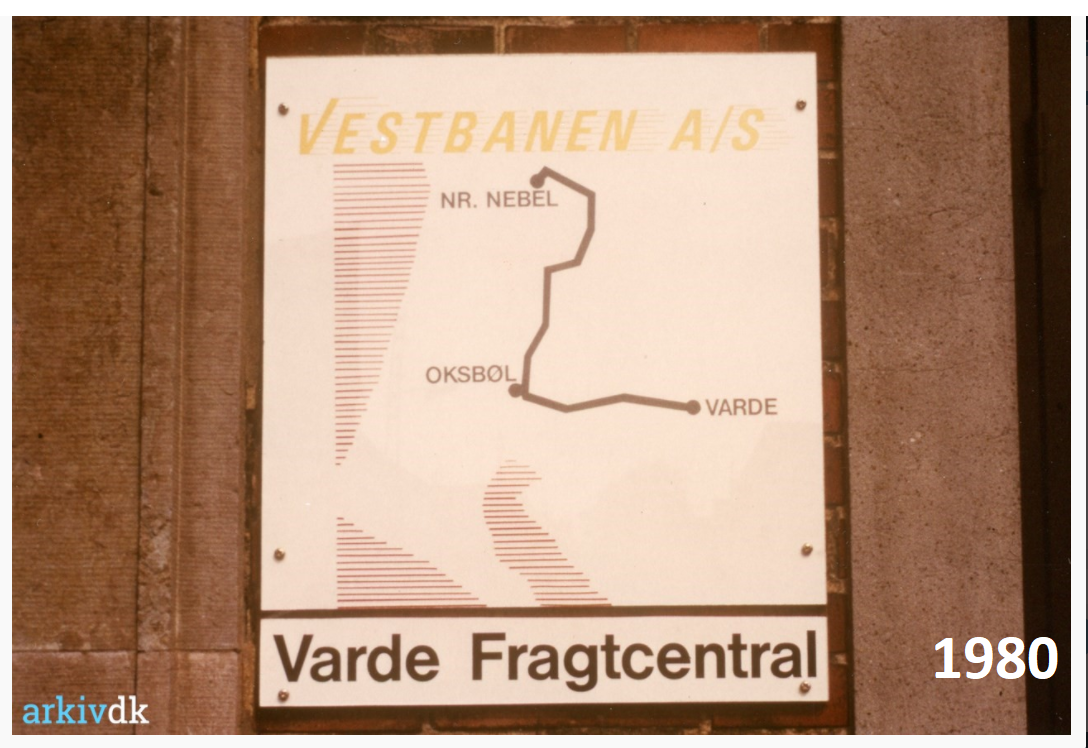 VESTBANEN A/S
NR. NEBEL
OKSBØL
VARDE
Varde Fragtcentral
1980
arkivdk